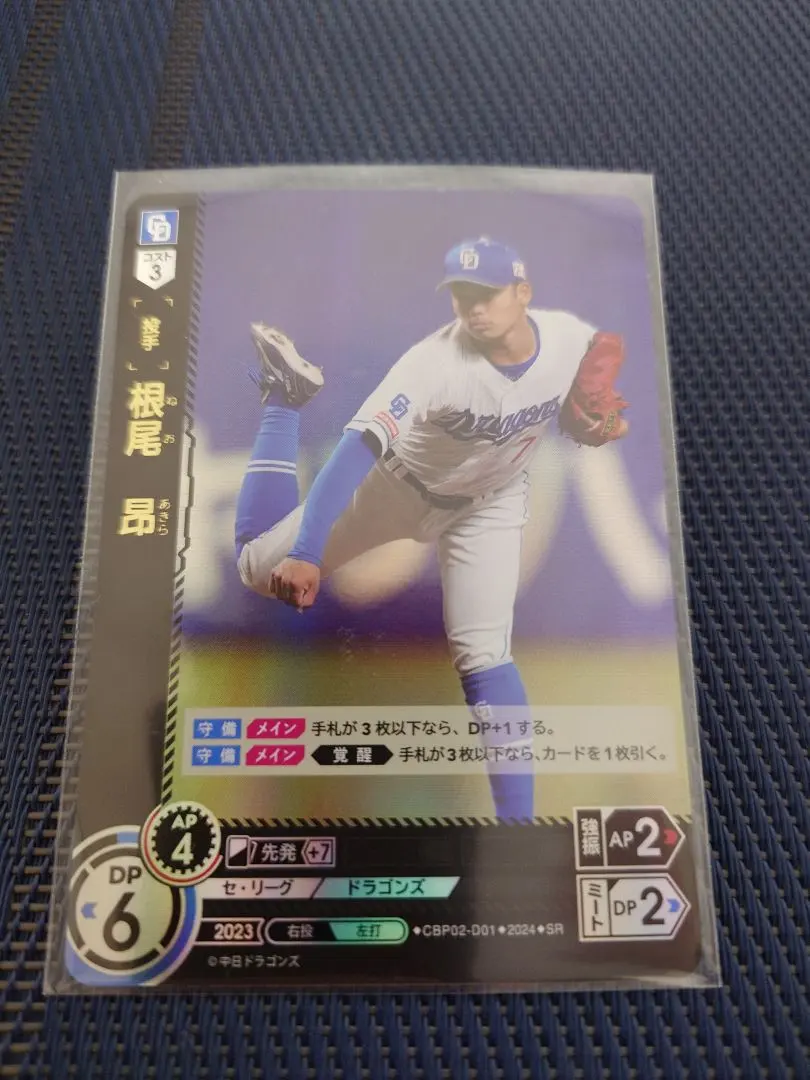 CD
コスト
3
投手
根尾 昂
ねお あきら
CD
CD
Dragons
7
守備 メイン 手札が3枚以下なら、DP+1する。
守備 メイン 覚醒 手札が3枚以下なら、カードを1枚引く。
AP
4
先発 +7
強振 AP 2
DP
6
セ・リーグ ドラゴンズ
ミート DP 2
2023 右投 左打 ◆CBP02-D01◆2024◆SR
©中日ドラゴンズ